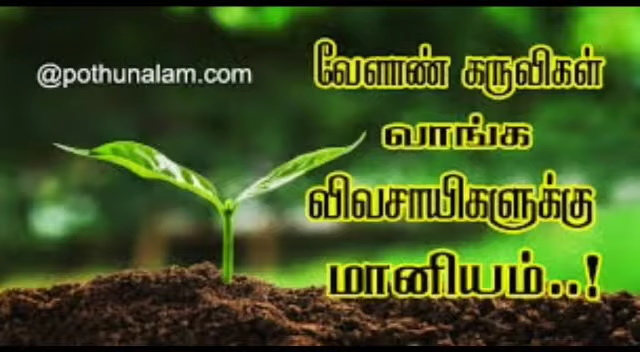 @pothunalam.com
வேளாண் கருவிகள்
வாங்க
விவசாயிகளுக்கு
மானியம்..!